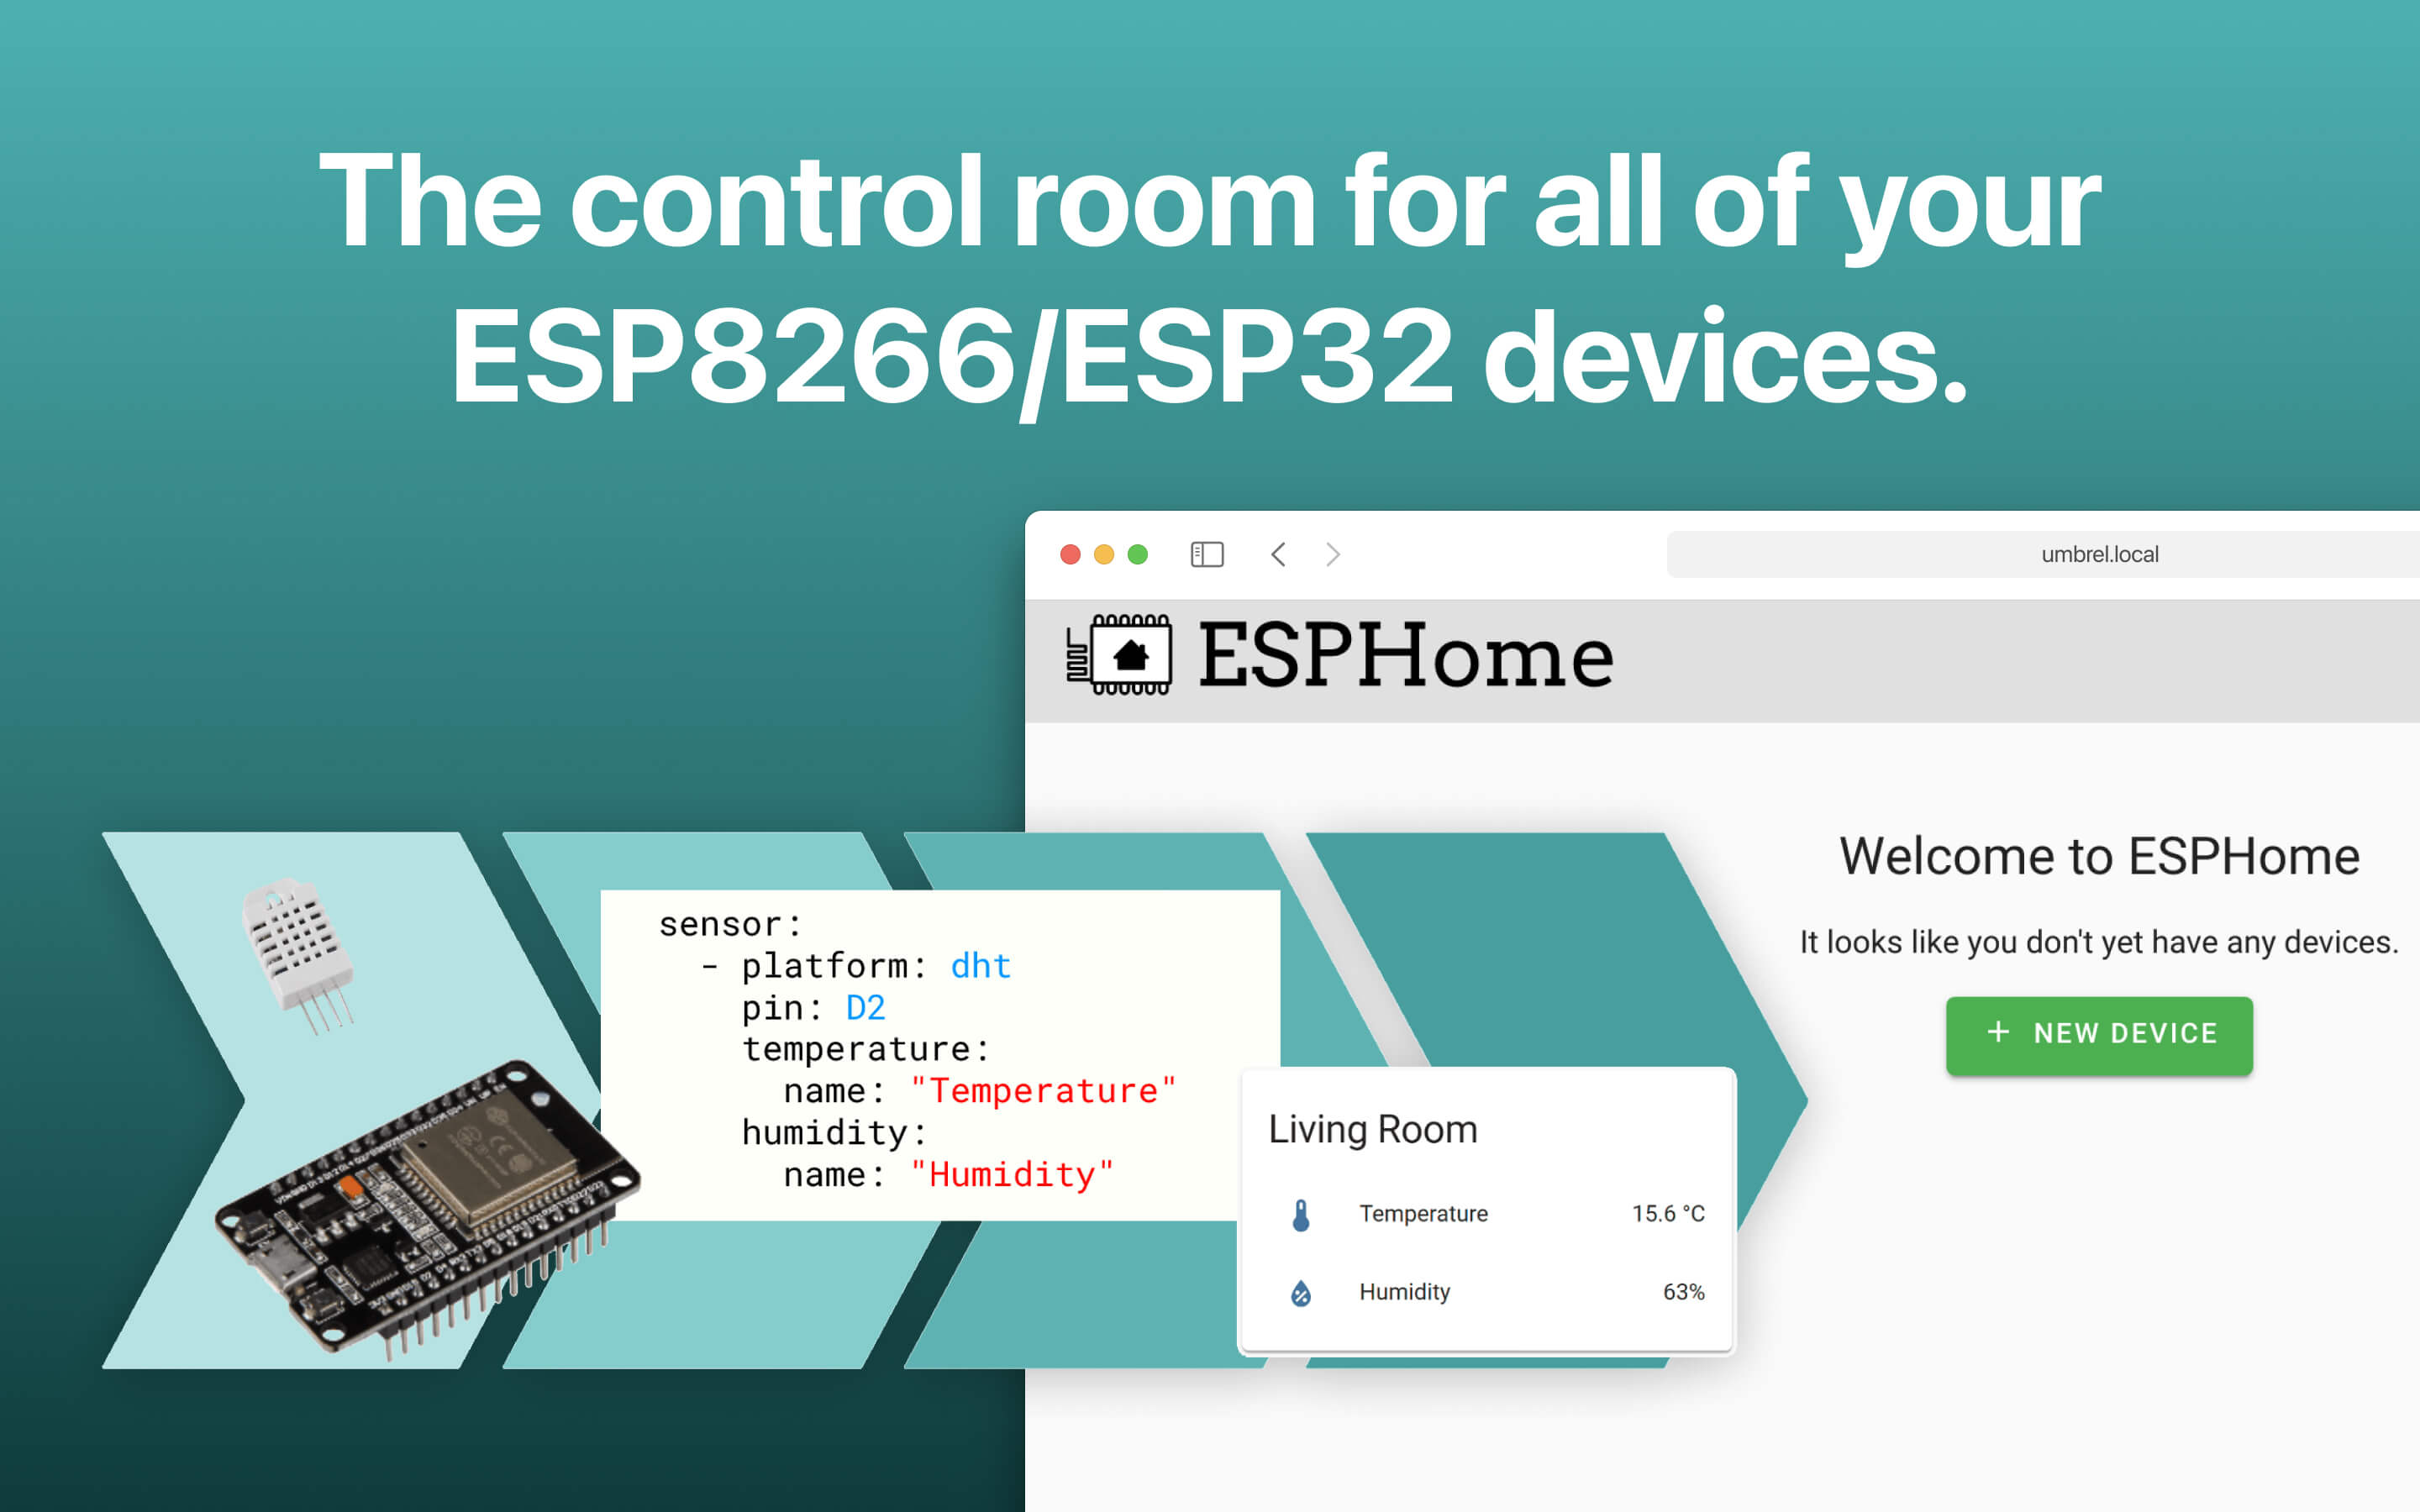 The control room for all of your
ESP8266/ESP32 devices.
umbrel.local
ESPHome
Welcome to ESPHome
It looks like you don't yet have any devices.
+ NEW DEVICE
sensor:
- platform: dht
pin: D2
temperature:
name: "Temperature"
humidity:
name: "Humidity"
Living Room
Temperature 15.6 °C
Humidity 63%